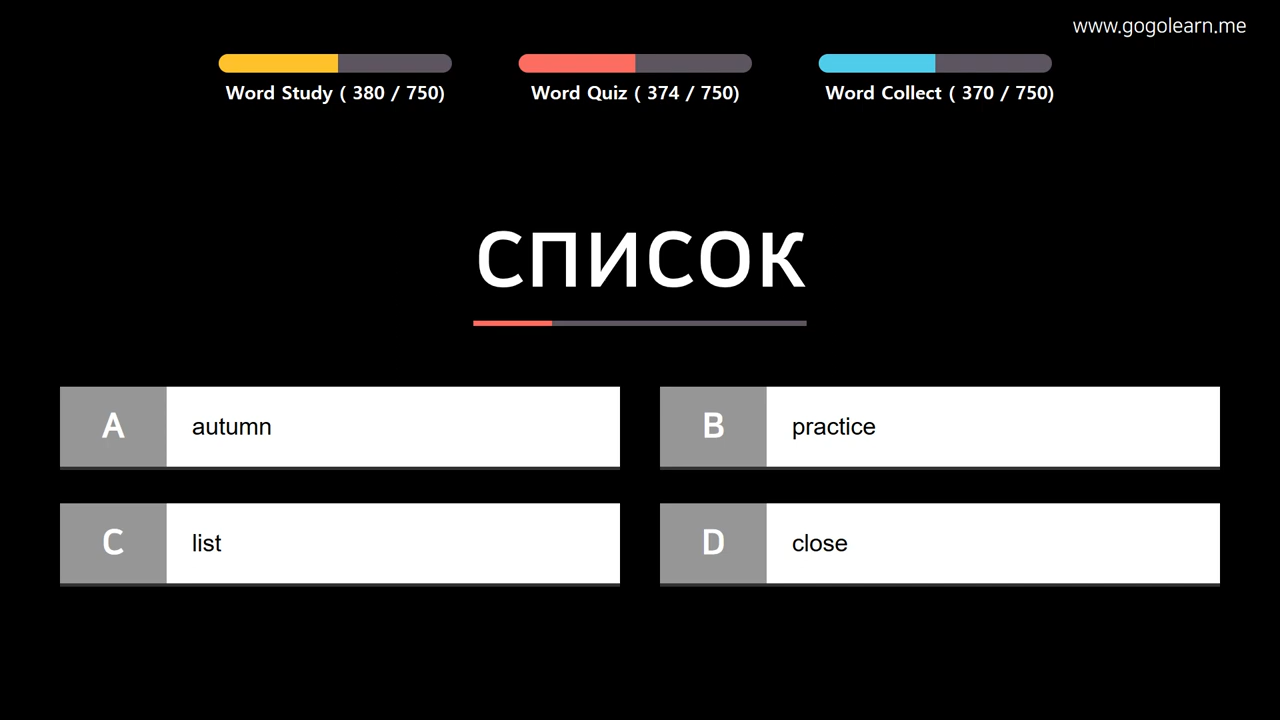 www.gogolearn.me
Word Study ( 380 / 750)
Word Quiz ( 374 / 750)
Word Collect ( 370 / 750)
список
A autumn
B practice
C list
D close